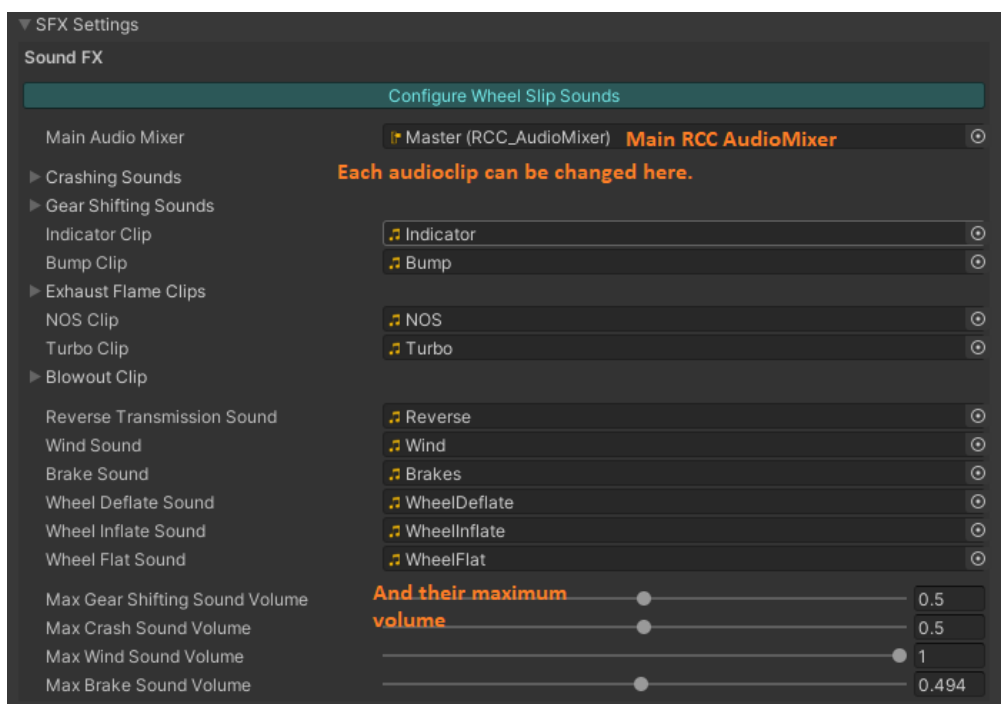 SFX Settings
Sound FX
Configure Wheel Slip Sounds
Main Audio Mixer Master (RCC_AudioMixer) Main RCC AudioMixer
Each audioclip can be changed here.
Crashing Sounds
Gear Shifting Sounds
Indicator Clip Indicator
Bump Clip Bump
Exhaust Flame Clips
NOS Clip NOS
Turbo Clip Turbo
Blowout Clip
Reverse Transmission Sound Reverse
Wind Sound Wind
Brake Sound Brakes
Wheel Deflate Sound WheelDeflate
Wheel Inflate Sound WheelInflate
Wheel Flat Sound WheelFlat
And their maximum
Max Gear Shifting Sound Volume 0.5
volume
Max Crash Sound Volume 0.5
Max Wind Sound Volume 1
Max Brake Sound Volume 0.494